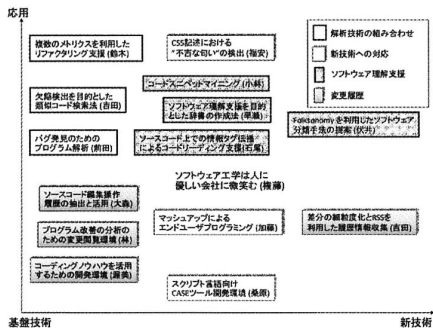 応用
解析技術の組み合わせ
新技術への対応
ソフトウェア理解支援
変更履歴
複数のメトリクスを利用した
リファクタリング支援 (鈴木)
CSS記述における
"不吉な匂い"の検出 (福安)
コードスニペットマイニング (小林)
欠陥検出を目的とした
類似コード検索法 (吉田)
ソフトウェア理解支援を目的
とした辞書の作成法 (早瀬)
Folksonomyを利用したソフトウェア
分類手法の提案 (伏井)
バグ発見のための
プログラム解析 (前田)
ソースコード上での情報タグ伝播
によるコードリーディング支援 (石尾)
ソフトウェア工学は人に
優しい会社に微笑む (権藤)
ソースコード編集操作
履歴の抽出と活用 (大森)
マッシュアップによる
エンドユーザプログラミング (加藤)
差分の細粒度化とRSSを
利用した履歴情報収集 (吉田)
プログラム改善の分析の
ための変更閲覧環境 (林)
コーディングノウハウを活用
するための開発環境 (渥美)
スクリプト言語向け
CASEツール開発環境 (桑原)
基盤技術
新技術